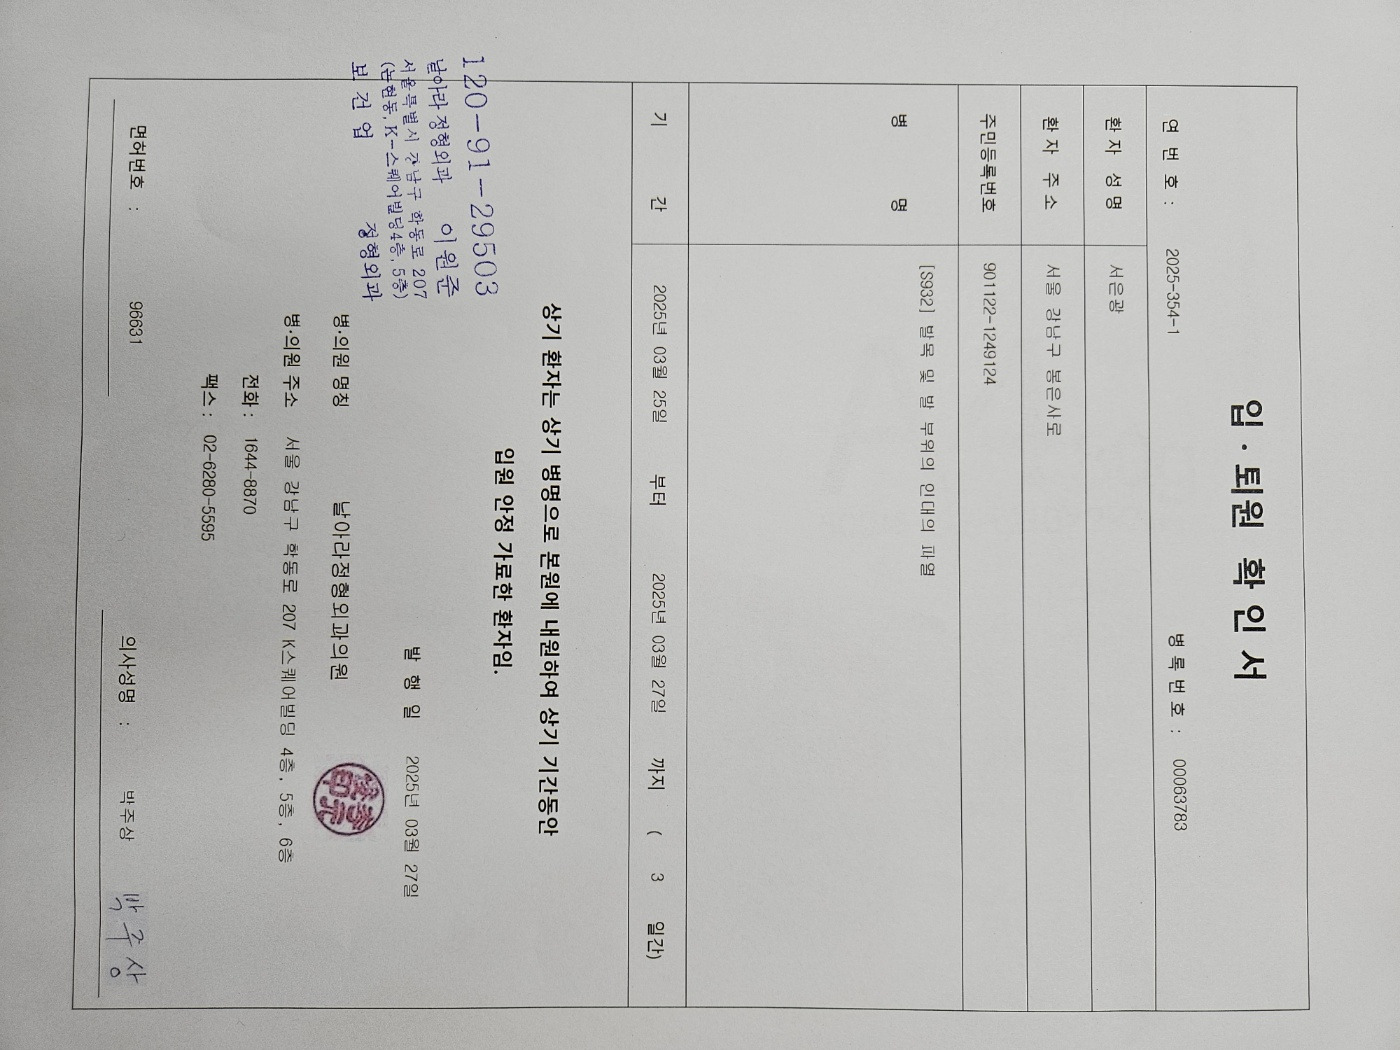 입 · 퇴원 확 인 서
연 번 호 : 2025-354-1 병 록 번 호 : 00063783
환 자 성 명 서은광
환 자 주 소 서울 강남구 봉은사로
주민등록번호 901122-1249124
병 명 [S932] 발목 및 발 부위의 인대의 파열
기 간 2025년 03월 25일 부터 2025년 03월 27일 까지 ( 3 일간)
상기 환자는 상기 병명으로 본원에 내원하여 상기 기간동안
입원 안정 가료한 환자임.
120-91-29503
날아라정형외과 이원준
서울특별시 강남구 학동로 207
(논현동, K-스퀘어빌딩4층, 5층)
보 건 업 정형외과
발 행 일 2025년 03월 27일
병·의원 명칭 날아라정형외과의원
병·의원 주소 서울 강남구 학동로 207 K스퀘어빌딩 4층, 5층, 6층
전화 : 1644-8870
팩스 : 02-6280-5595
면허번호 : 96631 의사성명 : 박주상 박주상